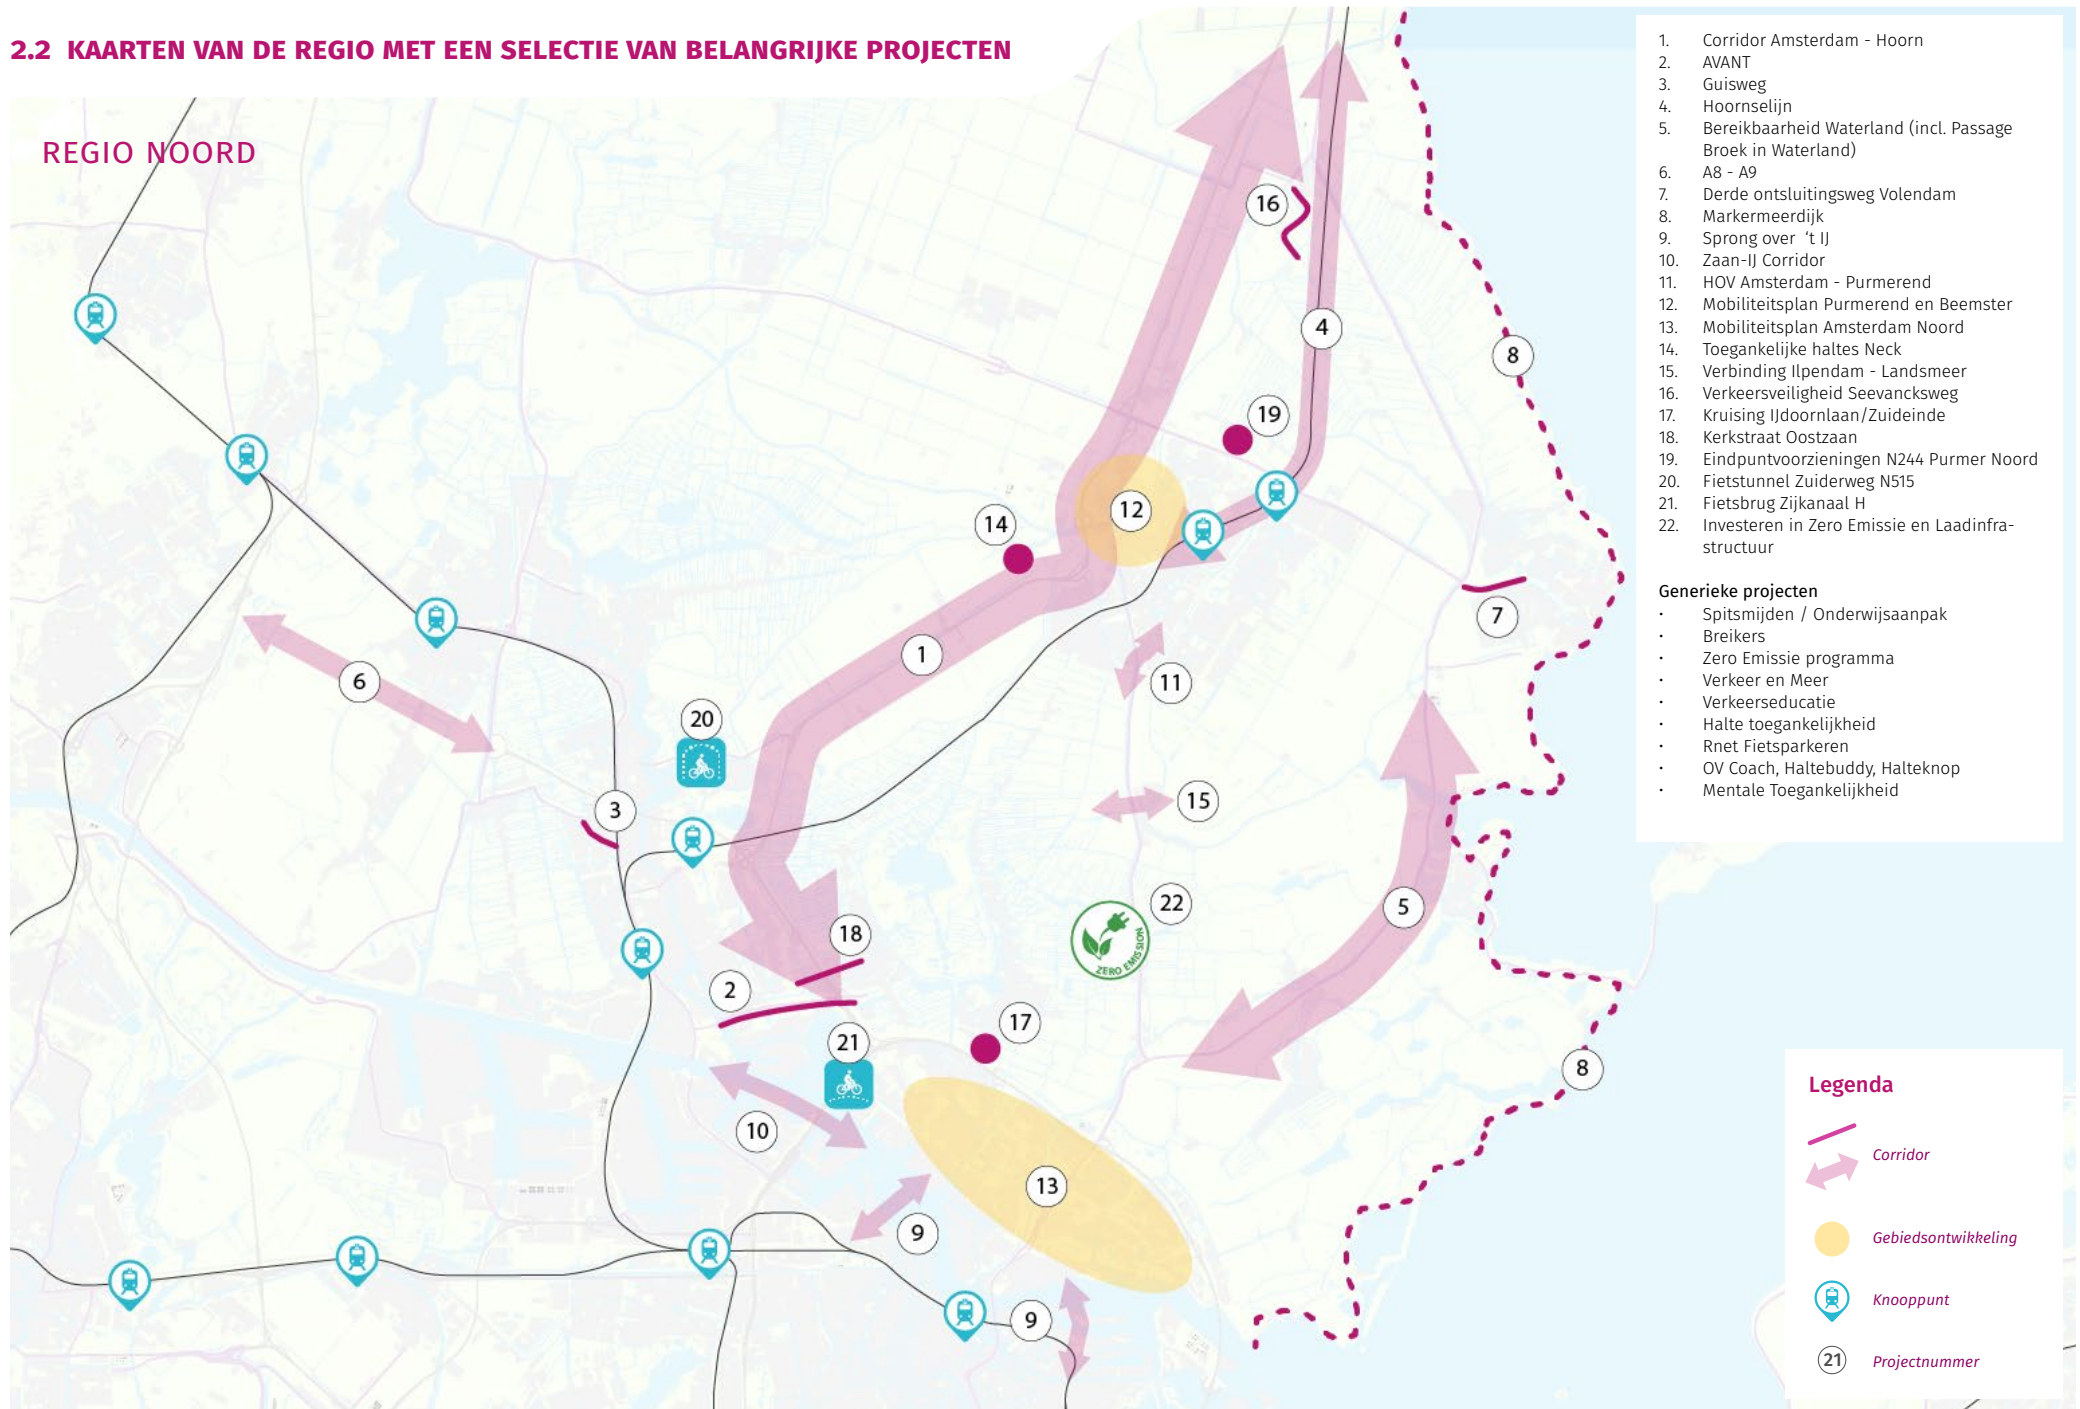 2.2 KAARTEN VAN DE REGIO MET EEN SELECTIE VAN BELANGRIJKE PROJECTEN
REGIO NOORD
1. Corridor Amsterdam - Hoorn
2. AVANT
3. Guisweg
4. Hoornselijn
5. Bereikbaarheid Waterland (incl. Passage
Broek in Waterland)
6. A8 - A9
7. Derde ontsluitingsweg Volendam
8. Markermeerdijk
9. Sprong over ‘t IJ
10. Zaan-IJ Corridor
11. HOV Amsterdam - Purmerend
12. Mobiliteitsplan Purmerend en Beemster
13. Mobiliteitsplan Amsterdam Noord
14. Toegankelijke haltes Neck
15. Verbinding Ilpendam - Landsmeer
16. Verkeersveiligheid Seevancksweg
17. Kruising IJdoornlaan/Zuideinde
18. Kerkstraat Oostzaan
19. Eindpuntvoorzieningen N244 Purmer Noord
20. Fietstunnel Zuiderweg N515
21. Fietsbrug Zijkanaal H
22. Investeren in Zero Emissie en Laadinfra-
structuur
Generieke projecten
• Spitsmijden / Onderwijsaanpak
• Breikers
• Zero Emissie programma
• Verkeer en Meer
• Verkeerseducatie
• Halte toegankelijkheid
• Rnet Fietsparkeren
• OV Coach, Haltebuddy, Halteknop
• Mentale Toegankelijkheid
16
4
8
19
12
14
7
1
11
6
20
15
3
22
5
ZERO EMISSION
18
2
17
21
8
10
13
9
9
Legenda
Corridor
Gebiedsontwikkeling
Knooppunt
21 Projectnummer